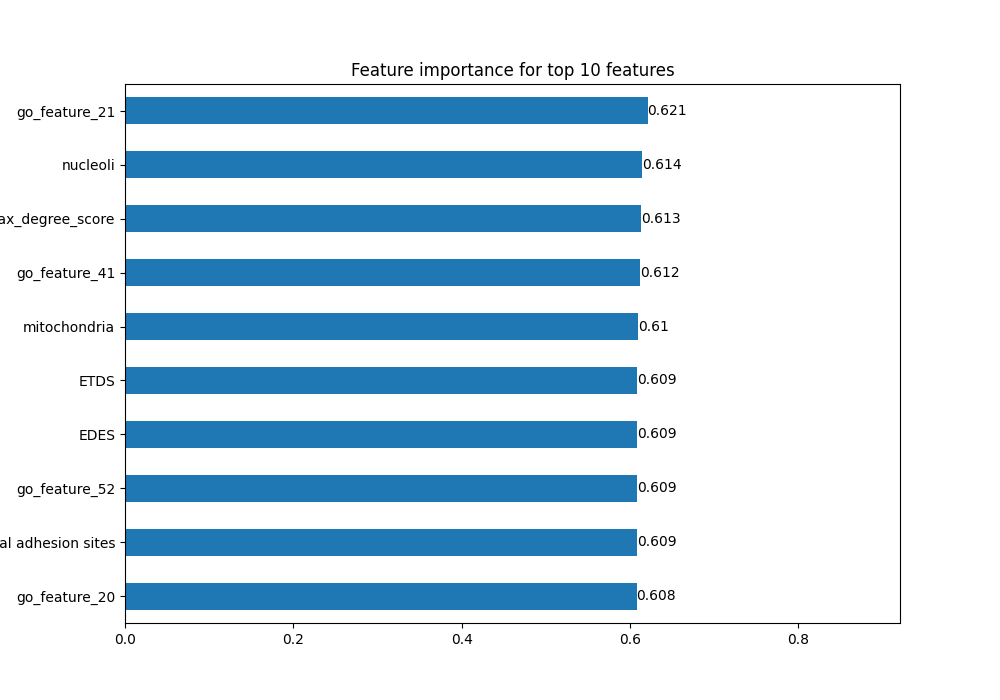 Feature importance for top 10 features
go_feature_21 0.621
nucleoli 0.614
ax_degree_score 0.613
go_feature_41 0.612
mitochondria 0.61
ETDS 0.609
EDES 0.609
go_feature_52 0.609
al adhesion sites 0.609
go_feature_20 0.608
0.0 0.2 0.4 0.6 0.8